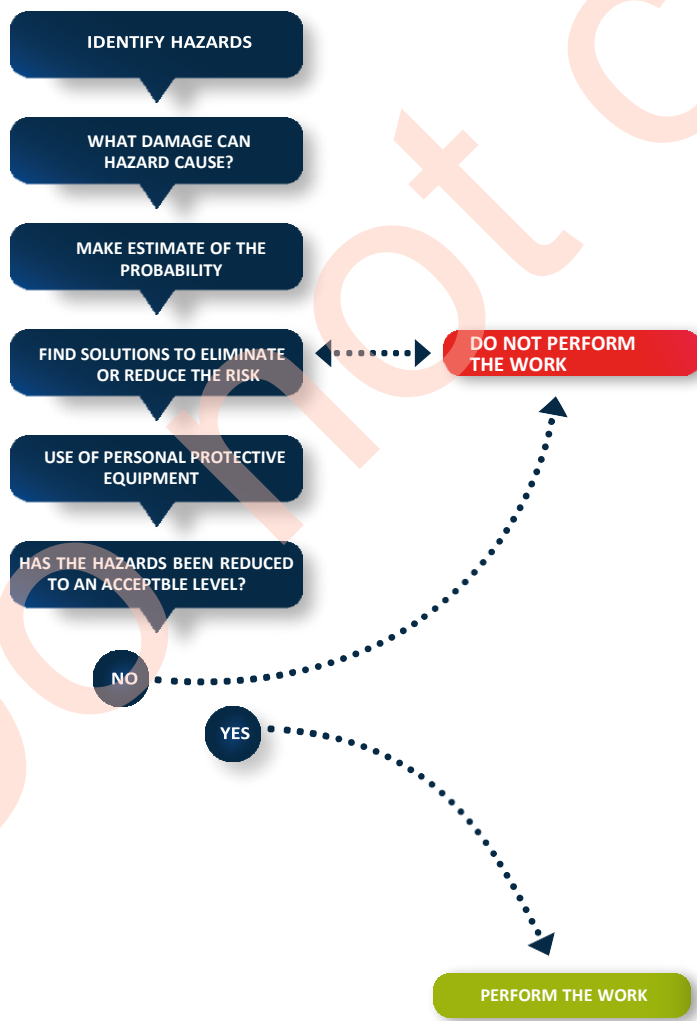 IDENTIFY HAZARDS
WHAT DAMAGE CAN
HAZARD CAUSE?
MAKE ESTIMATE OF THE
PROBABILITY
FIND SOLUTIONS TO ELIMINATE
OR REDUCE THE RISK
DO NOT PERFORM
THE WORK
USE OF PERSONAL PROTECTIVE
EQUIPMENT
HAS THE HAZARDS BEEN REDUCED
TO AN ACCEPTBLE LEVEL?
NO
YES
PERFORM THE WORK
Do not c